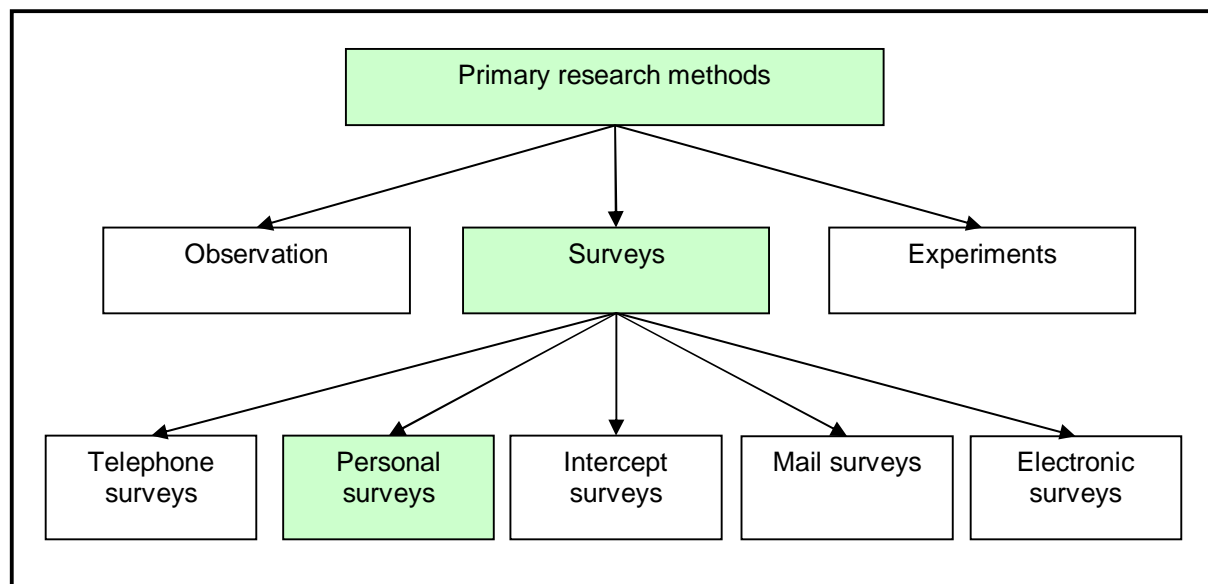 Primary research methods
Observation
Surveys
Experiments
Telephone
surveys
Personal
surveys
Intercept
surveys
Mail surveys
Electronic
surveys